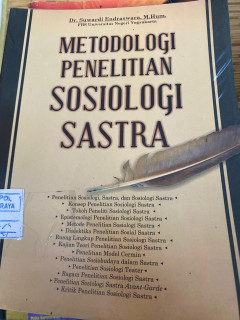 Dr. Suwardi Endraswara, M.Hum.
FBS Universitas Negeri Yogyakarta
METODOLOGI
PENELITIAN
SOSIOLOGI
SASTRA
• Penelitian Sosiologi, Sastra, dan Sosiologi Sastra •
• Konsep Penelitian Sosiologi Sastra •
• Tokoh Peneliti Sosiologi Sastra •
• Epistemologi Penelitian Sosiologi Sastra •
• Metode Penelitian Sosiologi Sastra •
• Dialektika Penelitian Sosial Sastra •
• Ruang Lingkup Penelitian Sosiologi Sastra •
• Kajian Teori Penelitian Sosiologi Sastra •
• Penelitian Model Cermin •
• Penelitian Sosiobudaya dalam Sastra •
• Penelitian Sosiologi Teater •
• Ragam Penelitian Sosiologi Sastra •
• Penelitian Sosiologi Sastra Avant-Garde •
• Kritik Penelitian Sosiologi Sastra •
POL
RAYA